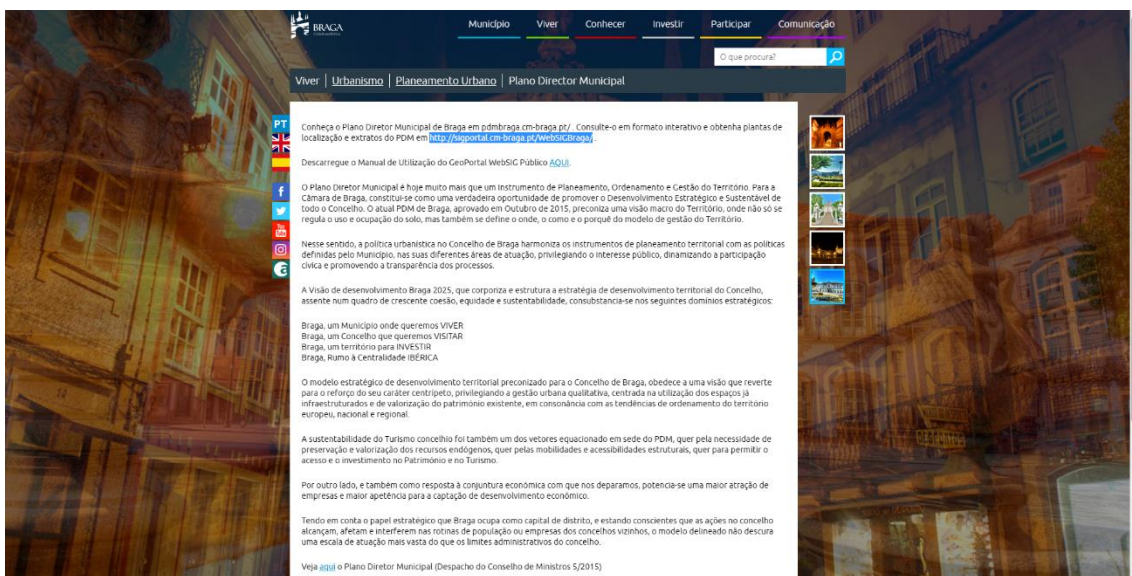 BRAGA
Município Viver Conhecer Investir Participar Comunicação
O que procura?
Viver | Urbanismo | Planeamento Urbano | Plano Director Municipal
PT
Conheça o Plano Diretor Municipal de Braga em pdmbraga.cm-braga.pt/ . Consulte-o em formato interativo e obtenha plantas de
localização e extratos do PDM em http://sigportal.cm-braga.pt/WebSIGBraga/ .
Descarregue o Manual de Utilização do GeoPortal WebSIG Público AQUI.
O Plano Diretor Municipal é hoje muito mais que um Instrumento de Planeamento, Ordenamento e Gestão do Território. Para a
Câmara de Braga, constitui-se como uma verdadeira oportunidade de promover o Desenvolvimento Estratégico e Sustentável de
todo o Concelho. O atual PDM de Braga, aprovado em Outubro de 2015, preconiza uma visão macro do Território, onde não só se
regula o uso e ocupação do solo, mas também se define o onde, o como e o porquê do modelo de gestão do Território.
Nesse sentido, a política urbanística no Concelho de Braga harmoniza os instrumentos de planeamento territorial com as políticas
definidas pelo Município, nas suas diferentes áreas de atuação, privilegiando o interesse público, dinamizando a participação
cívica e promovendo a transparência dos processos.
A Visão de desenvolvimento Braga 2025, que corporiza e estrutura a estratégia de desenvolvimento territorial do Concelho,
assente num quadro de crescente coesão, equidade e sustentabilidade, consubstancia-se nos seguintes domínios estratégicos:
Braga, um Município onde queremos VIVER
Braga, um Concelho que queremos VISITAR
Braga, um território para INVESTIR
Braga, Rumo à Centralidade IBÉRICA
O modelo estratégico de desenvolvimento territorial preconizado para o Concelho de Braga, obedece a uma visão que reverte
para o reforço do seu caráter centrípeto, privilegiando a gestão urbana qualitativa, centrada na utilização dos espaços já
infraestruturados e de valorização do património existente, em consonância com as tendências de ordenamento do território
europeu, nacional e regional.
A sustentabilidade do Turismo concelhio foi também um dos vetores equacionado em sede do PDM, quer pela necessidade de
preservação e valorização dos recursos endógenos, quer pelas mobilidades e acessibilidades estruturais, quer para permitir o
acesso e o investimento no Património e no Turismo.
Por outro lado, e também como resposta à conjuntura económica com que nos deparamos, potencia-se uma maior atração de
empresas e maior apetência para a captação de desenvolvimento económico.
Tendo em conta o papel estratégico que Braga ocupa como capital de distrito, e estando conscientes que as ações no concelho
alcançam, afetam e interferem nas rotinas de população ou empresas dos concelhos vizinhos, o modelo delineado não descura
uma escala de atuação mais vasta do que os limites administrativos do concelho.
Veja aqui o Plano Diretor Municipal (Despacho do Conselho de Ministros 5/2015)